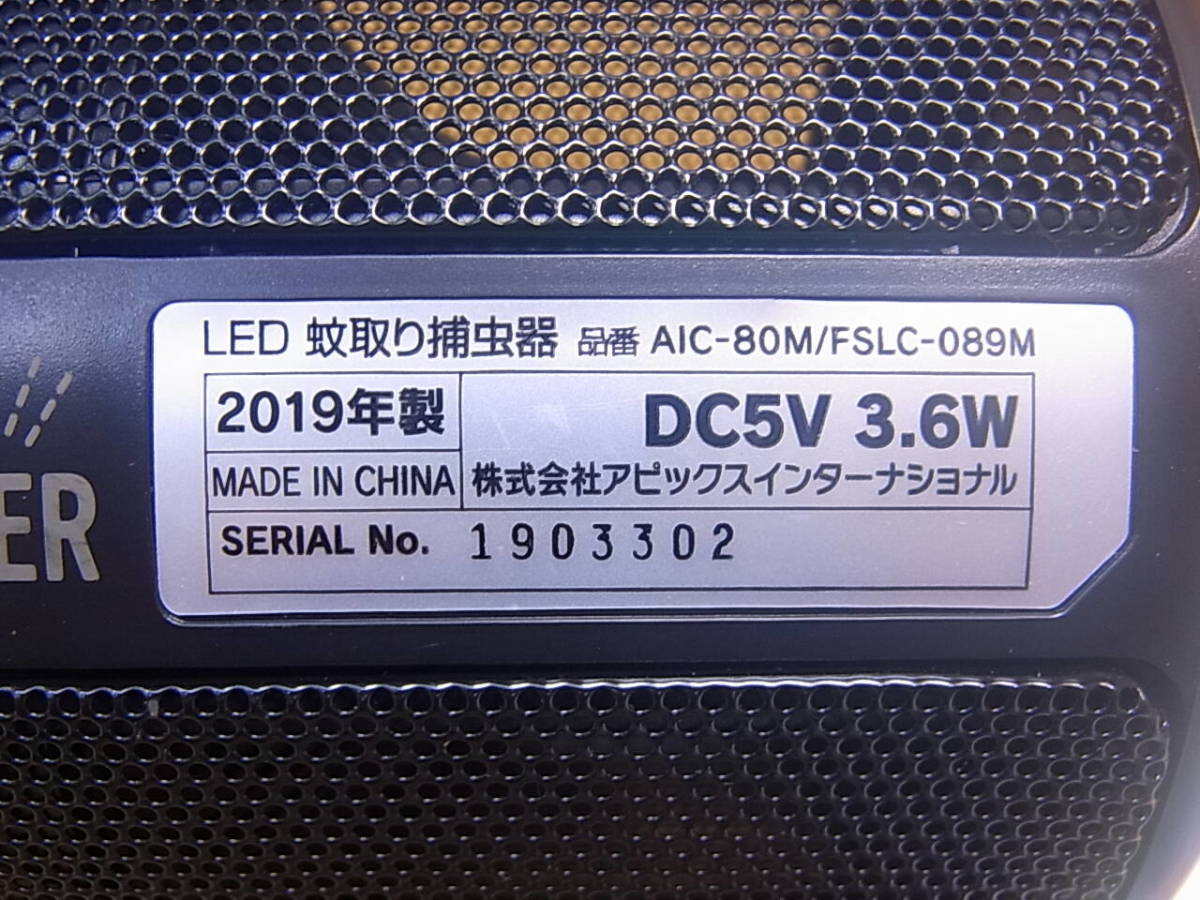 LED 蚊取り捕虫器 品番 AIC-80M/FSLC-089M
2019年製
DC5V 3.6W
MADE IN CHINA
株式会社アピックスインターナショナル
SERIAL No. 1903302
ER